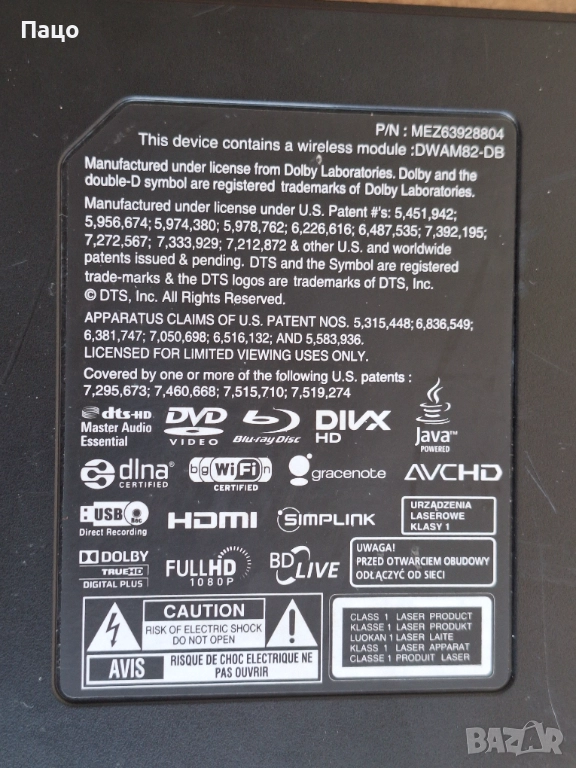 Пацо
P/N : MEZ63928804
This device contains a wireless module :DWAM82-DB
Manufactured under license from Dolby Laboratories. Dolby and the
double-D symbol are registered trademarks of Dolby Laboratories.
Manufactured under license under U.S. Patent #'s: 5,451,942;
5,956,674; 5,974,380; 5,978,762; 6,226,616; 6,487,535; 7,392,195;
7,272,567; 7,333,929; 7,212,872 & other U.S. and worldwide
patents issued & pending. DTS and the Symbol are registered
trade-marks & the DTS logos are trademarks of DTS, Inc.
© DTS, Inc. All Rights Reserved.
APPARATUS CLAIMS OF U.S. PATENT NOS. 5,315,448; 6,836,549;
6,381,747; 7,050,698; 6,516,132; AND 5,583,936.
LICENSED FOR LIMITED VIEWING USES ONLY.
Covered by one or more of the following U.S. patents :
7,295,673; 7,460,668; 7,515,710; 7,519,274
dts-HD
Master Audio
Essential
DVD
VIDEO
Blu-ray Disc
DIVX
HD
Java™
POWERED
dlna
CERTIFIED
b g WiFi n
CERTIFIED
gracenote
AVCHD
USB Rec
Direct Recording
HDMI
SIMPLINK
URZĄDZENIA
LASEROWE
KLASY 1
DOLBY
TRUEHD
DIGITAL PLUS
FULLHD
1080P
BD LIVE
UWAGA!
PRZED OTWARCIEM OBUDOWY
ODŁĄCZYĆ OD SIECI
CAUTION
RISK OF ELECTRIC SHOCK
DO NOT OPEN
AVIS
RISQUE DE CHOC ELECTRIQUE NE
PAS OUVRIR
CLASS 1 LASER PRODUCT
KLASSE 1 LASER PRODUKT
LUOKAN 1 LASER LAITE
KLASS 1 LASER APPARAT
CLASSE 1 PRODUIT LASER
BAZAR